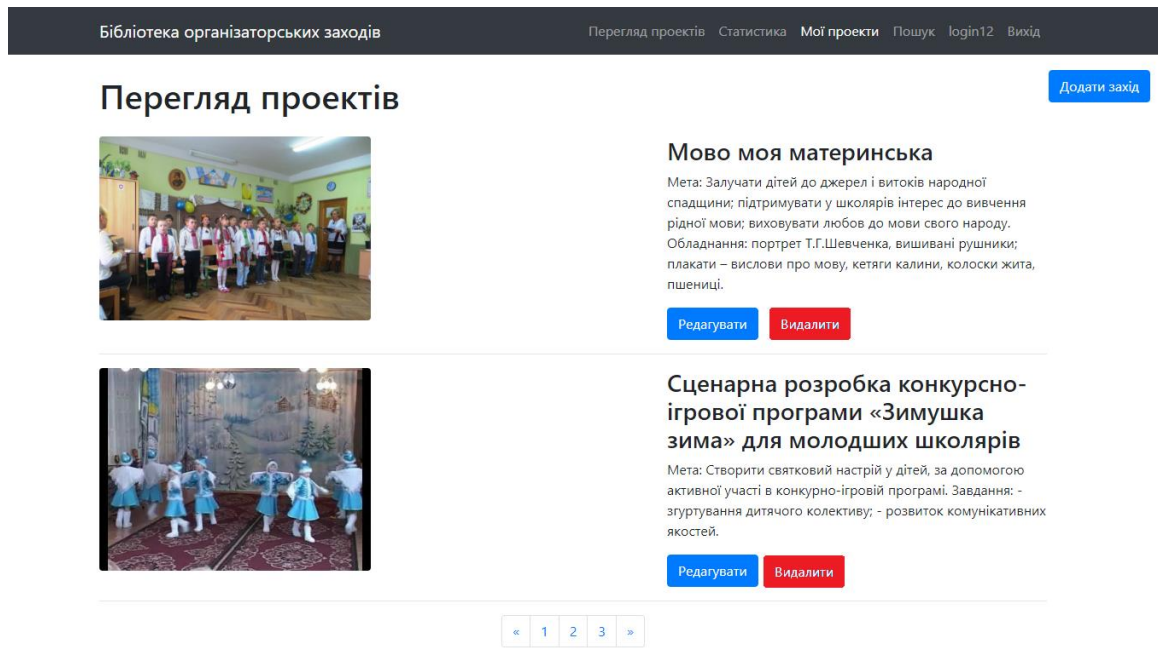 Бібліотека організаторських заходів
Перегляд проектів Статистика Мої проекти Пошук login12 Вихід
Додати захід
Перегляд проектів
Мово моя материнська
Мета: Залучати дітей до джерел і витоків народної
спадщини; підтримувати у школярів інтерес до вивчення
рідної мови; виховувати любов до мови свого народу.
Обладнання: портрет Т.Г.Шевченка, вишивані рушники;
плакати – вислови про мову, кетяги калини, колоски жита,
пшениці.
Редагувати Видалити
Сценарна розробка конкурсно-
ігрової програми «Зимушка
зима» для молодших школярів
Мета: Створити святковий настрій у дітей, за допомогою
активної участі в конкурно-ігровій програмі. Завдання: -
згуртування дитячого колективу; - розвиток комунікативних
якостей.
Редагувати Видалити
« 1 2 3 »